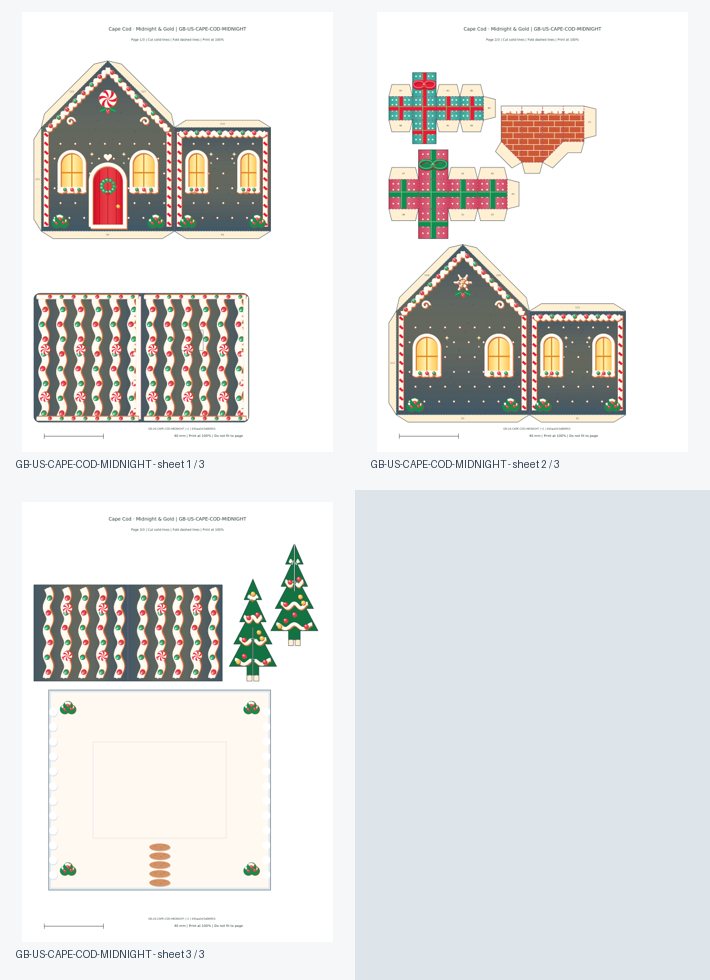 Cape Cod · Midnight & Gold | GB-US-CAPE-COD-MIDNIGHT
Page 1/3 | Cut solid lines | Fold dashed lines | Print at 100%
80 mm | Print at 100% | Do not fit to page
GB-US-CAPE-COD-MIDNIGHT - sheet 1 / 3
Cape Cod · Midnight & Gold | GB-US-CAPE-COD-MIDNIGHT
Page 2/3 | Cut solid lines | Fold dashed lines | Print at 100%
80 mm | Print at 100% | Do not fit to page
GB-US-CAPE-COD-MIDNIGHT - sheet 2 / 3
Cape Cod · Midnight & Gold | GB-US-CAPE-COD-MIDNIGHT
Page 3/3 | Cut solid lines | Fold dashed lines | Print at 100%
80 mm | Print at 100% | Do not fit to page
GB-US-CAPE-COD-MIDNIGHT - sheet 3 / 3